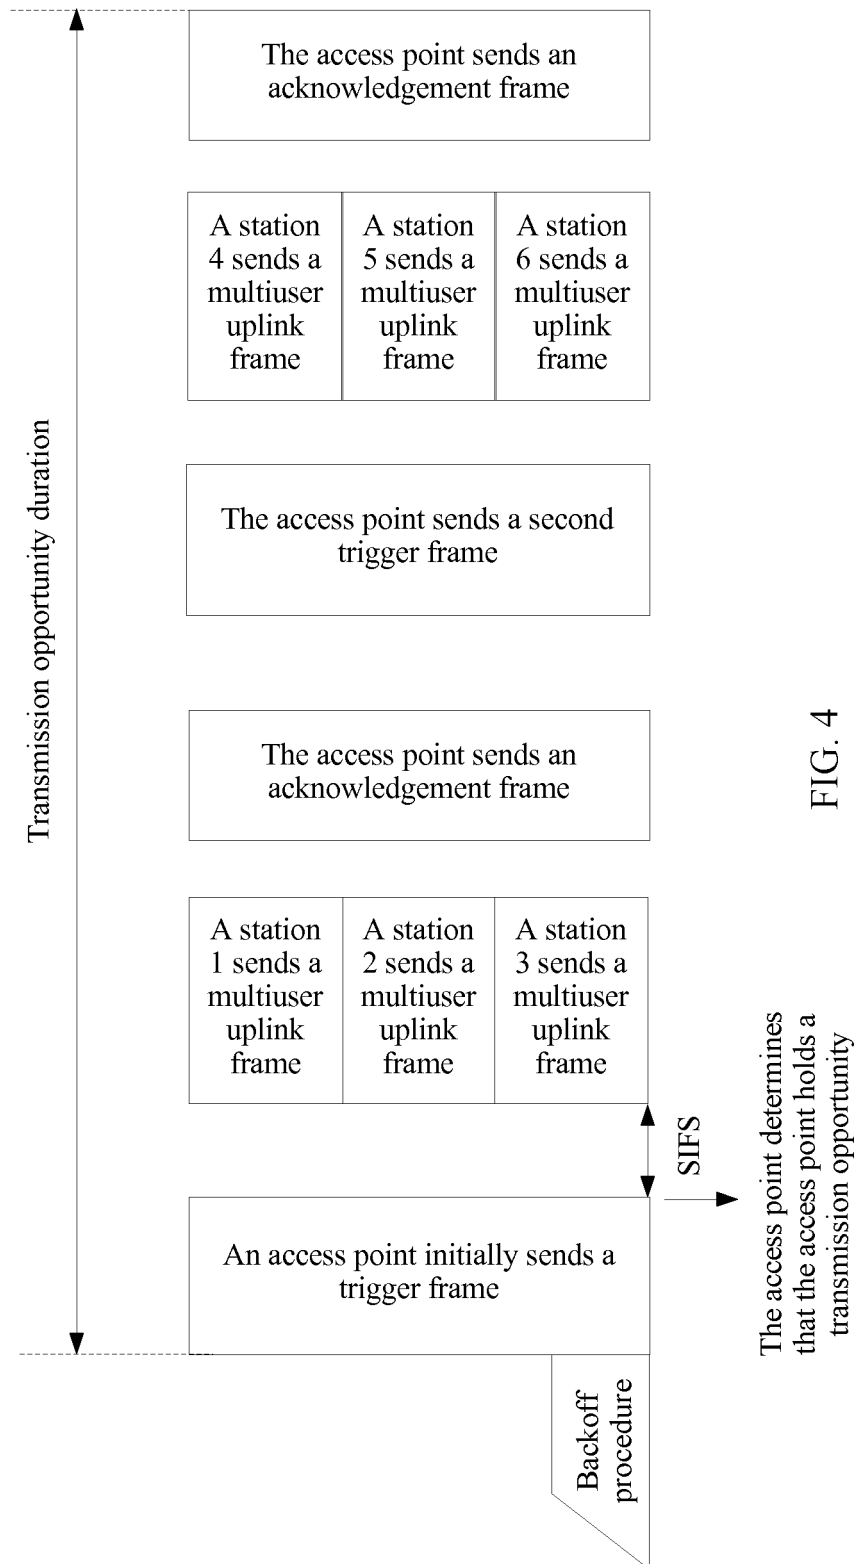 The access point sends an
acknowledgement frame
A station
4 sends a
multiuser
uplink
frame
A station
5 sends a
multiuser
uplink
frame
A station
6 sends a
multiuser
uplink
frame
Transmission opportunity duration
The access point sends a second
trigger frame
The access point sends an
acknowledgement frame
FIG. 4
A station
1 sends a
multiuser
uplink
frame
A station
2 sends a
multiuser
uplink
frame
A station
3 sends a
multiuser
uplink
frame
SIFS
The access point determines
that the access point holds a
transmission opportunity
An access point initially sends a
trigger frame
Backoff
procedure